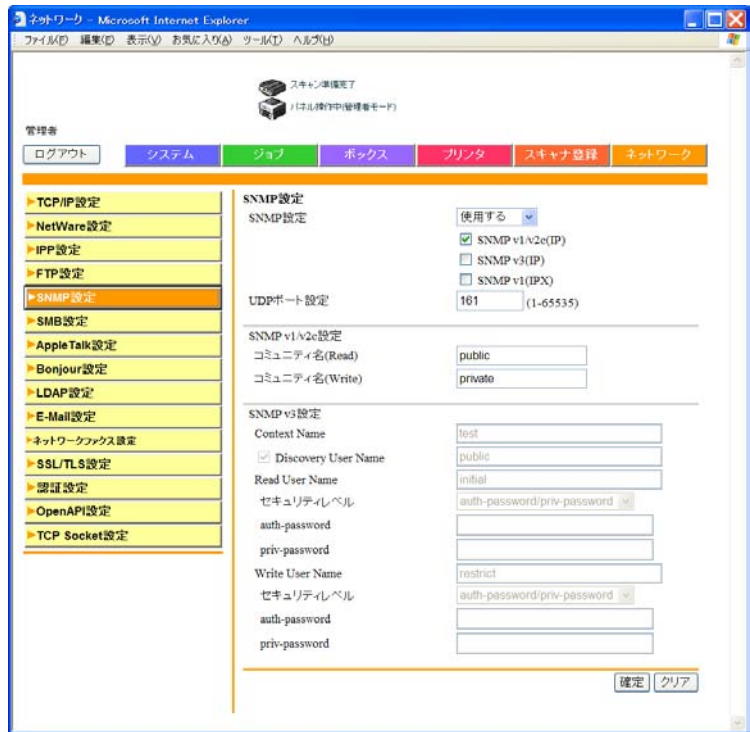 ネットワーク - Microsoft Internet Explorer
ファイル(F) 編集(E) 表示(V) お気に入り(A) ツール(T) ヘルプ(H)
スキャン準備完了
パネル操作中(管理者モード)
管理者
ログアウト システム ジョブ ボックス プリンタ スキャナ登録 ネットワーク
TCP/IP設定
NetWare設定
IPP設定
FTP設定
SNMP設定
SMB設定
AppleTalk設定
Bonjour設定
LDAP設定
E-Mail設定
ネットワークファクス設定
SSL/TLS設定
認証設定
OpenAPI設定
TCP Socket設定
SNMP設定
SNMP設定 使用する
SNMP v1/v2c(IP)
SNMP v3(IP)
SNMP v1(IPX)
UDPポート設定 161 (1-65535)
SNMP v1/v2c設定
コミュニティ名(Read) public
コミュニティ名(Write) private
SNMP v3設定
Context Name test
Discovery User Name public
Read User Name initial
セキュリティレベル auth-password/priv-password
auth-password
priv-password
Write User Name restrict
セキュリティレベル auth-password/priv-password
auth-password
priv-password
確定 クリア